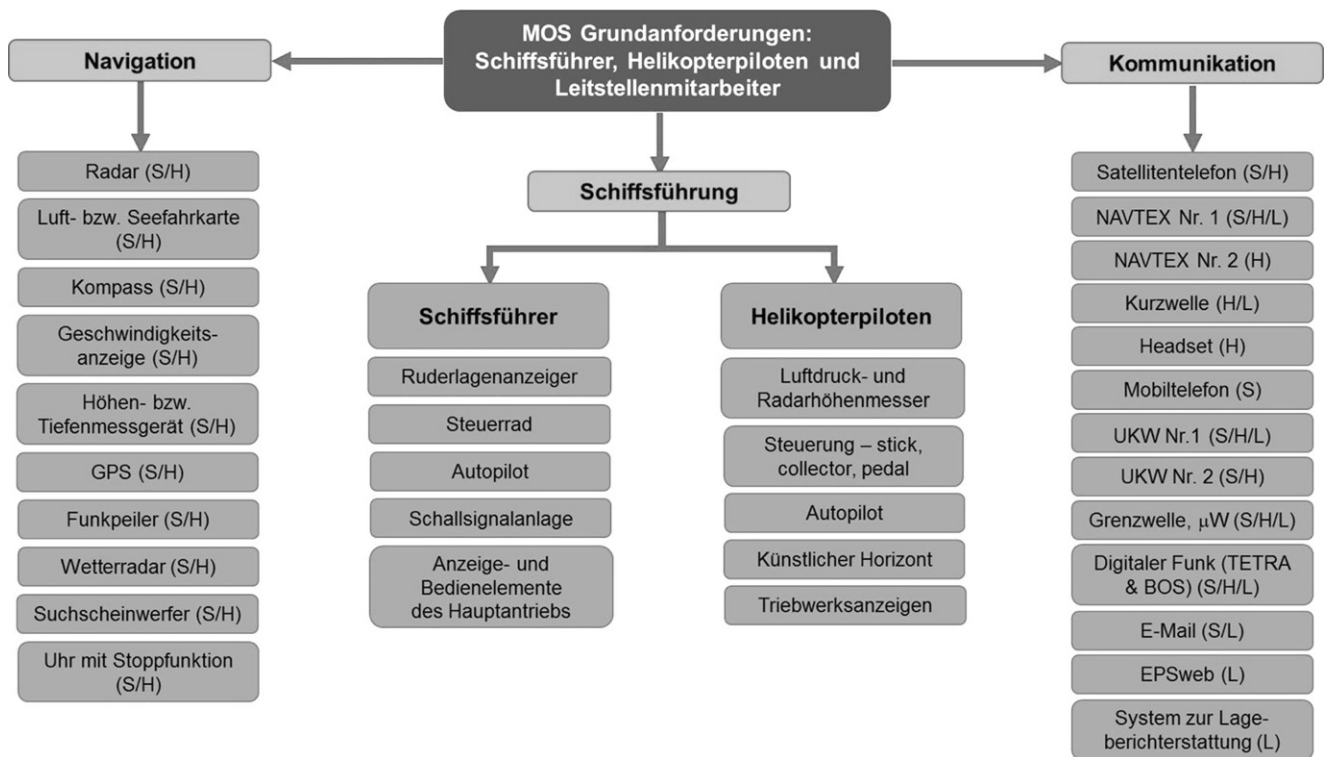 MOS Grundanforderungen:
Schiffsführer, Helikopterpiloten und
Leitstellenmitarbeiter
Navigation
Radar (S/H)
Luft- bzw. Seefahrkarte
(S/H)
Kompass (S/H)
Geschwindigkeits-
anzeige (S/H)
Höhen- bzw.
Tiefenmessgerät (S/H)
GPS (S/H)
Funkpeiler (S/H)
Wetterradar (S/H)
Suchscheinwerfer (S/H)
Uhr mit Stoppfunktion
(S/H)
Schiffsführung
Schiffsführer
Ruderlagenanzeiger
Steuerrad
Autopilot
Schallsignalanlage
Anzeige- und
Bedienelemente
des Hauptantriebs
Helikopterpiloten
Luftdruck- und
Radarhöhenmesser
Steuerung – stick,
collector, pedal
Autopilot
Künstlicher Horizont
Triebwerksanzeigen
Kommunikation
Satellitentelefon (S/H)
NAVTEX Nr. 1 (S/H/L)
NAVTEX Nr. 2 (H)
Kurzwelle (H/L)
Headset (H)
Mobiltelefon (S)
UKW Nr.1 (S/H/L)
UKW Nr. 2 (S/H)
Grenzwelle, µW (S/H/L)
Digitaler Funk (TETRA
& BOS) (S/H/L)
E-Mail (S/L)
EPSweb (L)
System zur Lage-
berichterstattung (L)